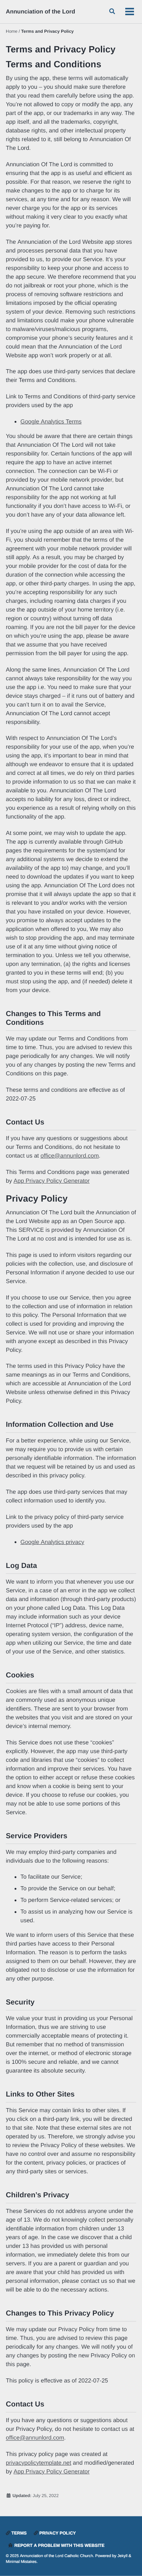 Annunciation of the Lord
Home / Terms and Privacy Policy
Terms and Privacy Policy
Terms and Conditions
By using the app, these terms will automatically
apply to you – you should make sure therefore
that you read them carefully before using the app.
You’re not allowed to copy or modify the app, any
part of the app, or our trademarks in any way. The
app itself, and all the trademarks, copyright,
database rights, and other intellectual property
rights related to it, still belong to Annunciation Of
The Lord.
Annunciation Of The Lord is committed to
ensuring that the app is as useful and efficient as
possible. For that reason, we reserve the right to
make changes to the app or to charge for its
services, at any time and for any reason. We will
never charge you for the app or its services
without making it very clear to you exactly what
you’re paying for.
The Annunciation of the Lord Website app stores
and processes personal data that you have
provided to us, to provide our Service. It’s your
responsibility to keep your phone and access to
the app secure. We therefore recommend that you
do not jailbreak or root your phone, which is the
process of removing software restrictions and
limitations imposed by the official operating
system of your device. Removing such restrictions
and limitations could make your phone vulnerable
to malware/viruses/malicious programs,
compromise your phone’s security features and it
could mean that the Annunciation of the Lord
Website app won’t work properly or at all.
The app does use third-party services that declare
their Terms and Conditions.
Link to Terms and Conditions of third-party service
providers used by the app
Google Analytics Terms
You should be aware that there are certain things
that Annunciation Of The Lord will not take
responsibility for. Certain functions of the app will
require the app to have an active internet
connection. The connection can be Wi-Fi or
provided by your mobile network provider, but
Annunciation Of The Lord cannot take
responsibility for the app not working at full
functionality if you don’t have access to Wi-Fi, or
you don’t have any of your data allowance left.
If you’re using the app outside of an area with Wi-
Fi, you should remember that the terms of the
agreement with your mobile network provider will
still apply. As a result, you may be charged by
your mobile provider for the cost of data for the
duration of the connection while accessing the
app, or other third-party charges. In using the app,
you’re accepting responsibility for any such
charges, including roaming data charges if you
use the app outside of your home territory (i.e.
region or country) without turning off data
roaming. If you are not the bill payer for the device
on which you’re using the app, please be aware
that we assume that you have received
permission from the bill payer for using the app.
Along the same lines, Annunciation Of The Lord
cannot always take responsibility for the way you
use the app i.e. You need to make sure that your
device stays charged – if it runs out of battery and
you can’t turn it on to avail the Service,
Annunciation Of The Lord cannot accept
responsibility.
With respect to Annunciation Of The Lord’s
responsibility for your use of the app, when you’re
using the app, it’s important to bear in mind that
although we endeavor to ensure that it is updated
and correct at all times, we do rely on third parties
to provide information to us so that we can make it
available to you. Annunciation Of The Lord
accepts no liability for any loss, direct or indirect,
you experience as a result of relying wholly on this
functionality of the app.
At some point, we may wish to update the app.
The app is currently available through GitHub
pages the requirements for the system(and for
any additional systems we decide to extend the
availability of the app to) may change, and you’ll
need to download the updates if you want to keep
using the app. Annunciation Of The Lord does not
promise that it will always update the app so that it
is relevant to you and/or works with the version
that you have installed on your device. However,
you promise to always accept updates to the
application when offered to you, We may also
wish to stop providing the app, and may terminate
use of it at any time without giving notice of
termination to you. Unless we tell you otherwise,
upon any termination, (a) the rights and licenses
granted to you in these terms will end; (b) you
must stop using the app, and (if needed) delete it
from your device.
Changes to This Terms and
Conditions
We may update our Terms and Conditions from
time to time. Thus, you are advised to review this
page periodically for any changes. We will notify
you of any changes by posting the new Terms and
Conditions on this page.
These terms and conditions are effective as of
2022-07-25
Contact Us
If you have any questions or suggestions about
our Terms and Conditions, do not hesitate to
contact us at office@annunlord.com.
This Terms and Conditions page was generated
by App Privacy Policy Generator
Privacy Policy
Annunciation Of The Lord built the Annunciation of
the Lord Website app as an Open Source app.
This SERVICE is provided by Annunciation Of
The Lord at no cost and is intended for use as is.
This page is used to inform visitors regarding our
policies with the collection, use, and disclosure of
Personal Information if anyone decided to use our
Service.
If you choose to use our Service, then you agree
to the collection and use of information in relation
to this policy. The Personal Information that we
collect is used for providing and improving the
Service. We will not use or share your information
with anyone except as described in this Privacy
Policy.
The terms used in this Privacy Policy have the
same meanings as in our Terms and Conditions,
which are accessible at Annunciation of the Lord
Website unless otherwise defined in this Privacy
Policy.
Information Collection and Use
For a better experience, while using our Service,
we may require you to provide us with certain
personally identifiable information. The information
that we request will be retained by us and used as
described in this privacy policy.
The app does use third-party services that may
collect information used to identify you.
Link to the privacy policy of third-party service
providers used by the app
Google Analytics privacy
Log Data
We want to inform you that whenever you use our
Service, in a case of an error in the app we collect
data and information (through third-party products)
on your phone called Log Data. This Log Data
may include information such as your device
Internet Protocol (“IP”) address, device name,
operating system version, the configuration of the
app when utilizing our Service, the time and date
of your use of the Service, and other statistics.
Cookies
Cookies are files with a small amount of data that
are commonly used as anonymous unique
identifiers. These are sent to your browser from
the websites that you visit and are stored on your
device’s internal memory.
This Service does not use these “cookies”
explicitly. However, the app may use third-party
code and libraries that use “cookies” to collect
information and improve their services. You have
the option to either accept or refuse these cookies
and know when a cookie is being sent to your
device. If you choose to refuse our cookies, you
may not be able to use some portions of this
Service.
Service Providers
We may employ third-party companies and
individuals due to the following reasons:
To facilitate our Service;
To provide the Service on our behalf;
To perform Service-related services; or
To assist us in analyzing how our Service is
used.
We want to inform users of this Service that these
third parties have access to their Personal
Information. The reason is to perform the tasks
assigned to them on our behalf. However, they are
obligated not to disclose or use the information for
any other purpose.
Security
We value your trust in providing us your Personal
Information, thus we are striving to use
commercially acceptable means of protecting it.
But remember that no method of transmission
over the internet, or method of electronic storage
is 100% secure and reliable, and we cannot
guarantee its absolute security.
Links to Other Sites
This Service may contain links to other sites. If
you click on a third-party link, you will be directed
to that site. Note that these external sites are not
operated by us. Therefore, we strongly advise you
to review the Privacy Policy of these websites. We
have no control over and assume no responsibility
for the content, privacy policies, or practices of
any third-party sites or services.
Children’s Privacy
These Services do not address anyone under the
age of 13. We do not knowingly collect personally
identifiable information from children under 13
years of age. In the case we discover that a child
under 13 has provided us with personal
information, we immediately delete this from our
servers. If you are a parent or guardian and you
are aware that your child has provided us with
personal information, please contact us so that we
will be able to do the necessary actions.
Changes to This Privacy Policy
We may update our Privacy Policy from time to
time. Thus, you are advised to review this page
periodically for any changes. We will notify you of
any changes by posting the new Privacy Policy on
this page.
This policy is effective as of 2022-07-25
Contact Us
If you have any questions or suggestions about
our Privacy Policy, do not hesitate to contact us at
office@annunlord.com.
This privacy policy page was created at
privacypolicytemplate.net and modified/generated
by App Privacy Policy Generator
Updated: July 25, 2022
TERMS PRIVACY POLICY
REPORT A PROBLEM WITH THIS WEBSITE
© 2025 Annunciation of the Lord Catholic Church. Powered by Jekyll &
Minimal Mistakes.